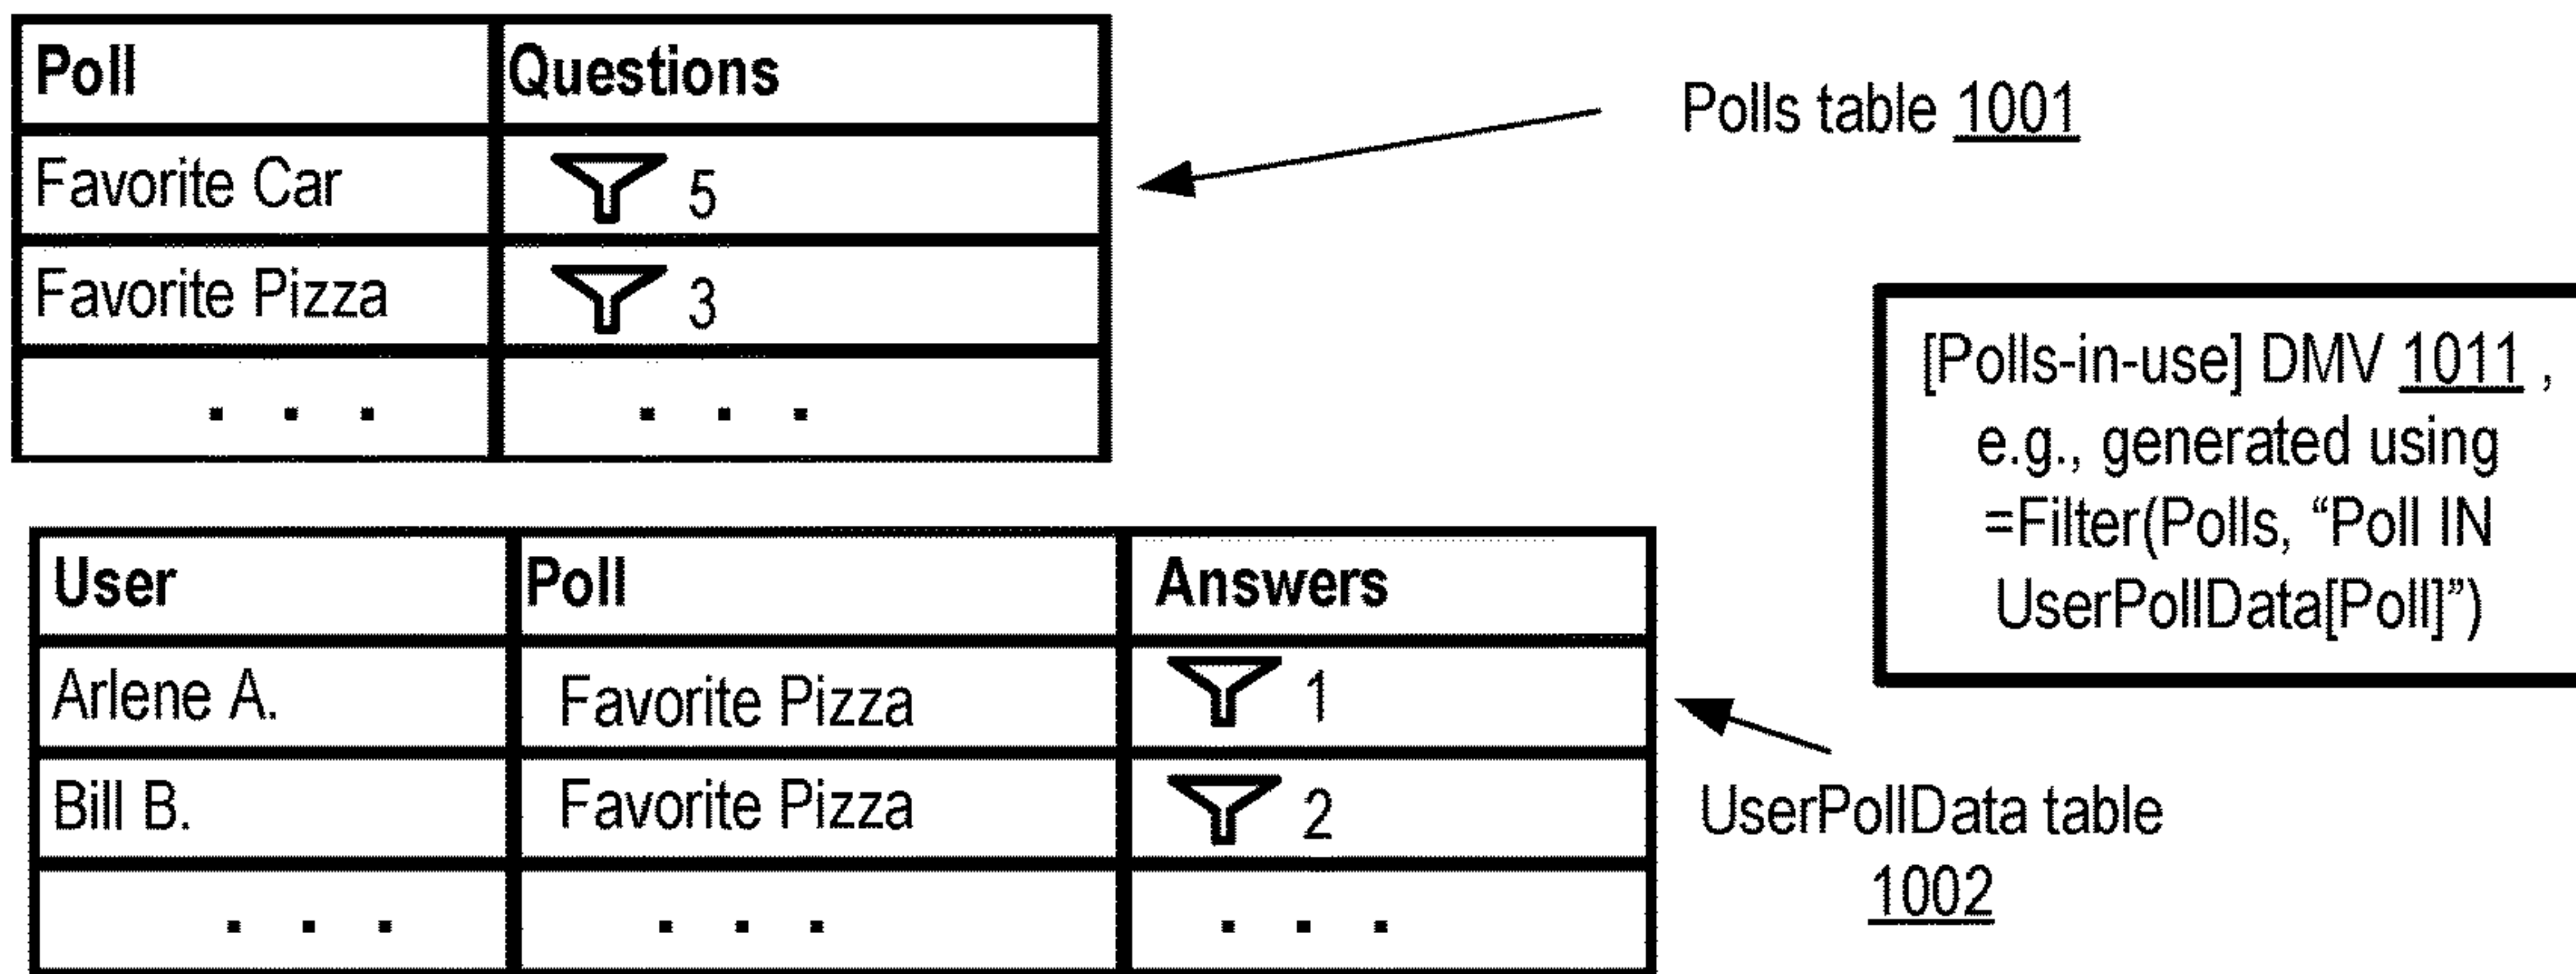 Poll Questions
Favorite Car 5
Favorite Pizza 3
. . . . . .
Polls table 1001
[Polls-in-use] DMV 1011 ,
e.g., generated using
=Filter(Polls, “Poll IN
UserPollData[Poll]”)
User Poll Answers
Arlene A. Favorite Pizza 1
Bill B. Favorite Pizza 2
. . . . . . . . .
UserPollData table
1002